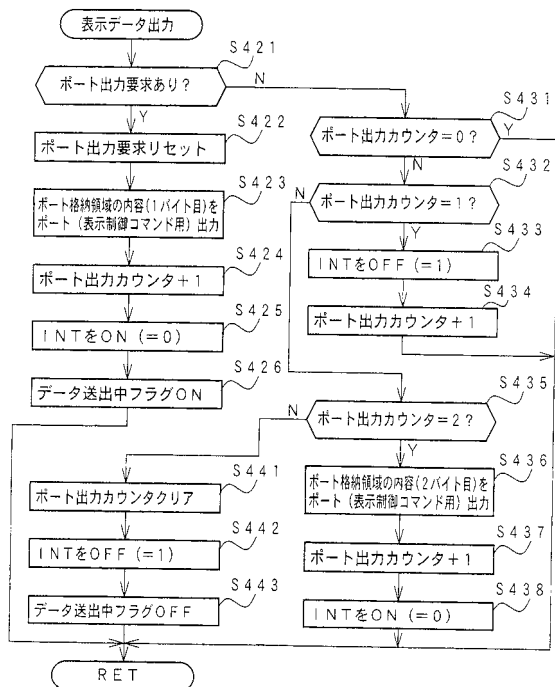 表示データ出力
S421
ポート出力要求あり？
N
Y
S422
ポート出力要求リセット
S423
ポート格納領域の内容(1バイト目)を
ポート（表示制御コマンド用）出力
S424
ポート出力カウンタ+1
S425
INTをON (=0)
S426
データ送出中フラグON
S431
ポート出力カウンタ=0？
Y
N
S432
ポート出力カウンタ=1？
N
Y
S433
INTをOFF (=1)
S434
ポート出力カウンタ+1
S435
ポート出力カウンタ=2？
N
Y
S436
ポート格納領域の内容(2バイト目)を
ポート（表示制御コマンド用）出力
S437
ポート出力カウンタ+1
S438
INTをON (=0)
S441
ポート出力カウンタクリア
S442
INTをOFF (=1)
S443
データ送出中フラグOFF
RET